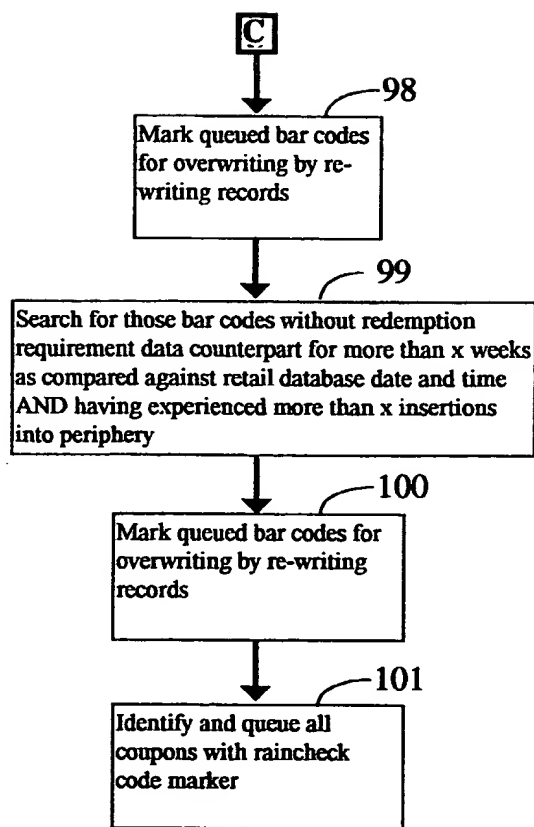 C
98
Mark queued bar codes
for overwriting by re-
writing records
99
Search for those bar codes without redemption
requirement data counterpart for more than x weeks
as compared against retail database date and time
AND having experienced more than x insertions
into periphery
100
Mark queued bar codes for
overwriting by re-writing
records
101
Identify and queue all
coupons with raincheck
code marker